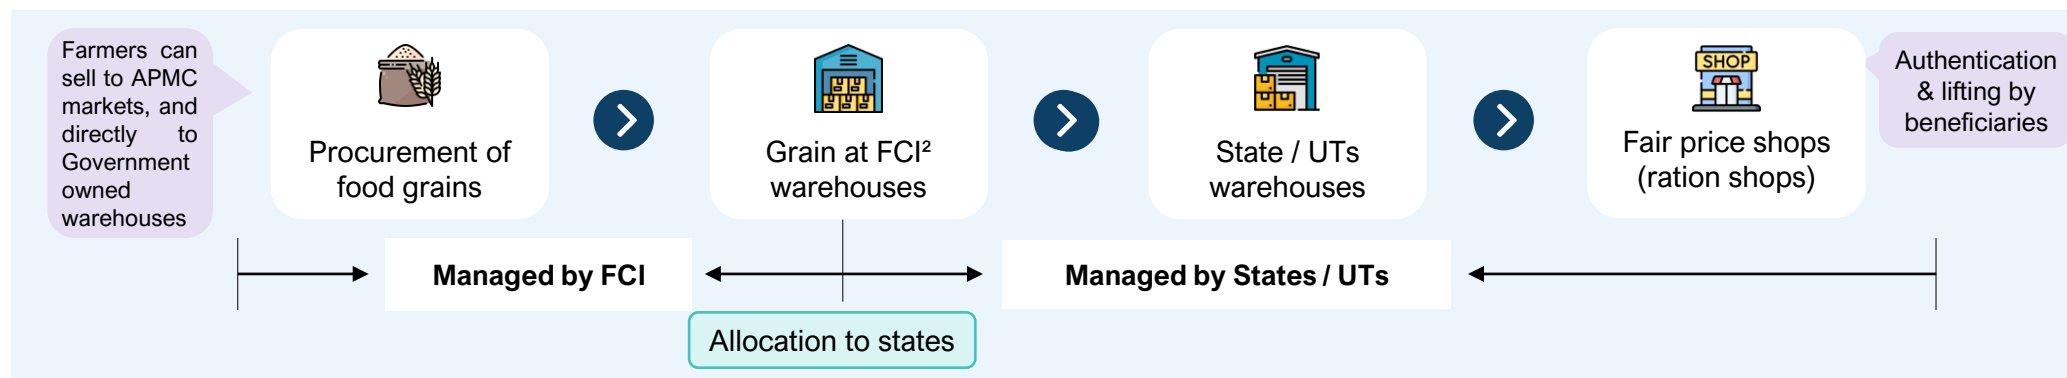 Farmers can
sell to APMC
markets, and
directly to
Government
owned
warehouses
Procurement of
food grains
Grain at FCI²
warehouses
State / UTs
warehouses
SHOP
Fair price shops
(ration shops)
Authentication
& lifting by
beneficiaries
Managed by FCI
Managed by States / UTs
Allocation to states